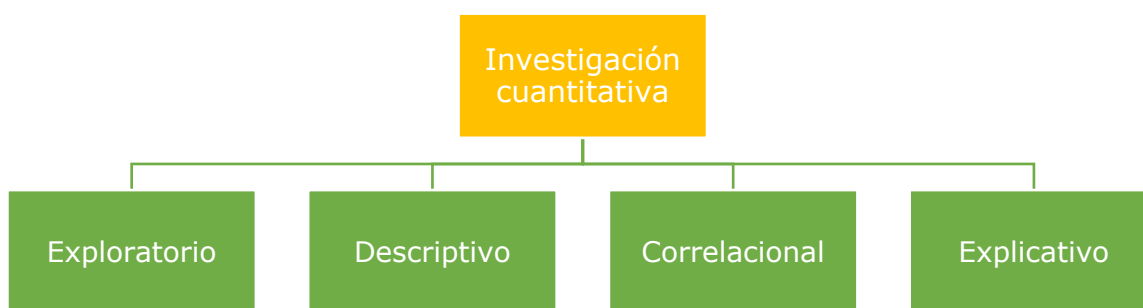 Investigación
cuantitativa
Exploratorio
Descriptivo
Correlacional
Explicativo